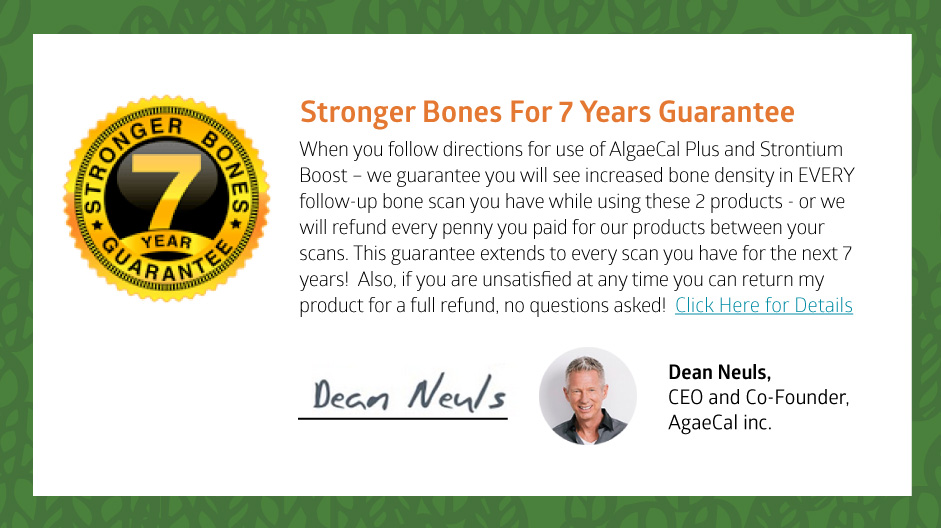 STRONGER BONES
7
YEAR
GUARANTEE
Stronger Bones For 7 Years Guarantee
When you follow directions for use of AlgaeCal Plus and Strontium
Boost – we guarantee you will see increased bone density in EVERY
follow-up bone scan you have while using these 2 products - or we
will refund every penny you paid for our products between your
scans. This guarantee extends to every scan you have for the next 7
years! Also, if you are unsatisfied at any time you can return my
product for a full refund, no questions asked! Click Here for Details
Dean Neuls
Dean Neuls,
CEO and Co-Founder,
AgaeCal inc.